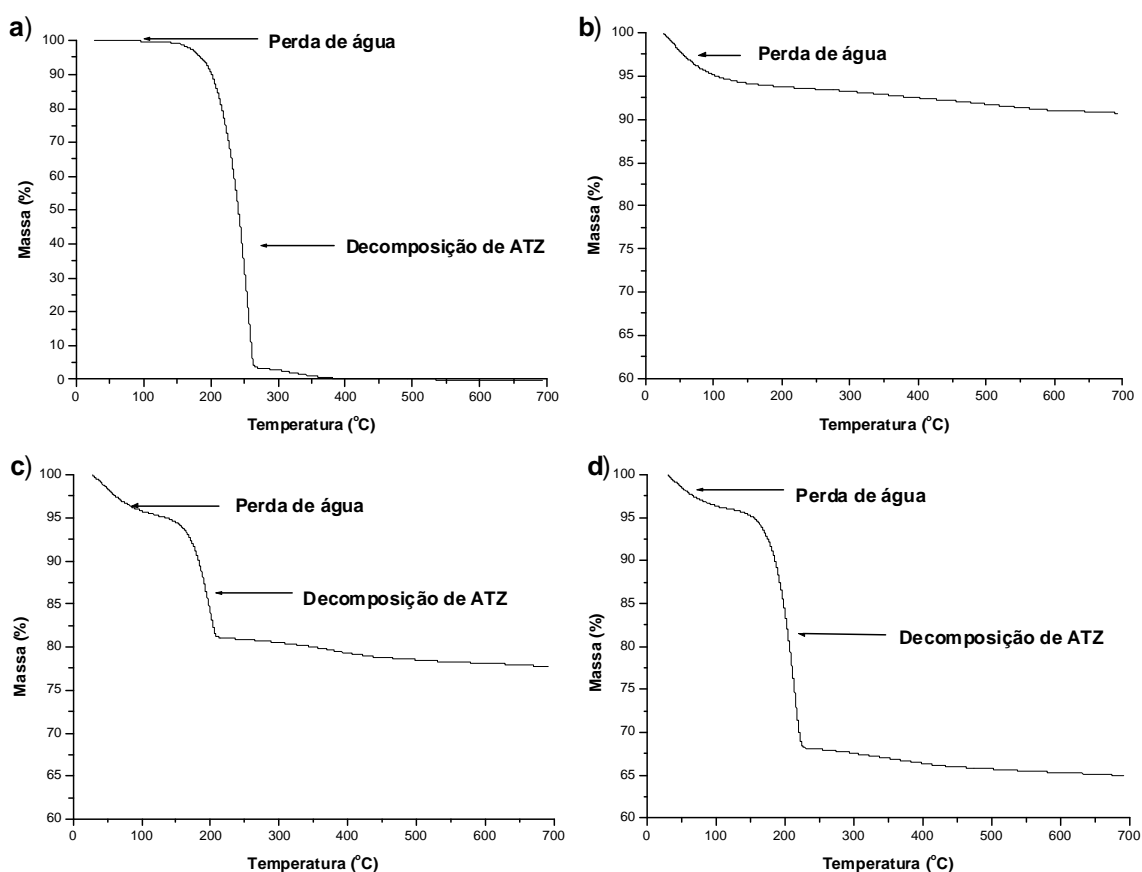 a)
100
90
80
70
60
50
40
30
20
10
0
Massa (%)
Perda de água
Decomposição de ATZ
0 100 200 300 400 500 600 700
Temperatura (°C)
b)
100
95
90
85
80
75
70
65
60
Massa (%)
Perda de água
0 100 200 300 400 500 600 700
Temperatura (°C)
c)
100
95
90
85
80
75
70
65
60
Massa (%)
Perda de água
Decomposição de ATZ
0 100 200 300 400 500 600 700
Temperatura (°C)
d)
100
95
90
85
80
75
70
65
60
Massa (%)
Perda de água
Decomposição de ATZ
0 100 200 300 400 500 600 700
Temperatura (°C)